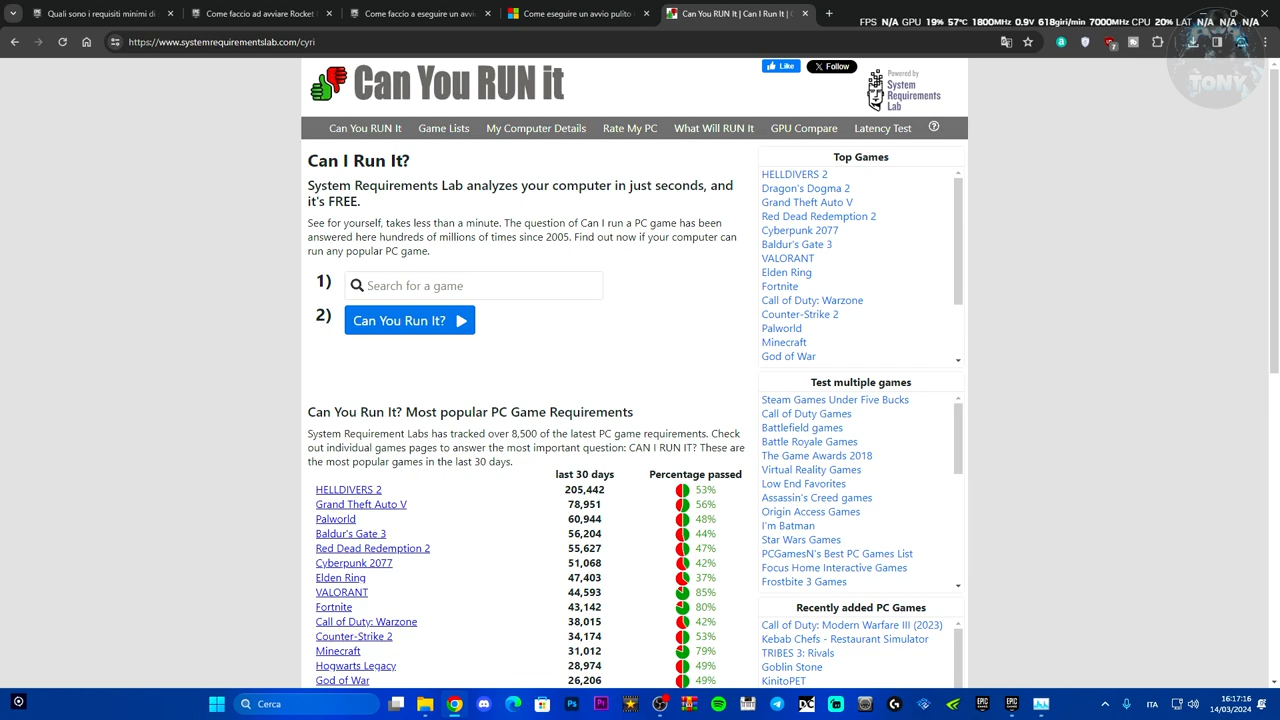 Quali sono i requisiti minimi di
Come faccio ad avviare Rocket
Come faccio a eseguire un avvi
Come eseguire un avvio pulito
Can You RUN It | Can I Run It |
FPS N/A GPU 19% 57°C 1800MHz 0.9V 618giri/min 7000MHz CPU 20% LAT N/A N/A N/A
https://www.systemrequirementslab.com/cyri
TONY
Can You RUN it
Like
Follow
Powered by
System
Requirements
Lab
Can You RUN It Game Lists My Computer Details Rate My PC What Will RUN It GPU Compare Latency Test
Can I Run It?
System Requirements Lab analyzes your computer in just seconds, and
it's FREE.
See for yourself, takes less than a minute. The question of Can I run a PC game has been
answered here hundreds of millions of times since 2005. Find out now if your computer can
run any popular PC game.
1) Search for a game
2) Can You Run It?
Can You Run It? Most popular PC Game Requirements
System Requirement Labs has tracked over 8,500 of the latest PC game requirements. Check
out individual games pages to answer the most important question: CAN I RUN IT? These are
the most popular games in the last 30 days.
last 30 days Percentage passed
HELLDIVERS 2 205,442 53%
Grand Theft Auto V 78,951 56%
Palworld 60,944 48%
Baldur's Gate 3 56,204 44%
Red Dead Redemption 2 55,627 47%
Cyberpunk 2077 51,068 42%
Elden Ring 47,403 37%
VALORANT 44,593 85%
Fortnite 43,142 80%
Call of Duty: Warzone 38,015 42%
Counter-Strike 2 34,174 53%
Minecraft 31,012 79%
Hogwarts Legacy 28,974 49%
God of War 26,206 49%
Top Games
HELLDIVERS 2
Dragon's Dogma 2
Grand Theft Auto V
Red Dead Redemption 2
Cyberpunk 2077
Baldur's Gate 3
VALORANT
Elden Ring
Fortnite
Call of Duty: Warzone
Counter-Strike 2
Palworld
Minecraft
God of War
Test multiple games
Steam Games Under Five Bucks
Call of Duty Games
Battlefield games
Battle Royale Games
The Game Awards 2018
Virtual Reality Games
Low End Favorites
Assassin's Creed games
Origin Access Games
I'm Batman
Star Wars Games
PCGamesN's Best PC Games List
Focus Home Interactive Games
Frostbite 3 Games
Recently added PC Games
Call of Duty: Modern Warfare III (2023)
Kebab Chefs - Restaurant Simulator
TRIBES 3: Rivals
Goblin Stone
KinitoPET
Cerca
ITA
16:17:16
14/03/2024